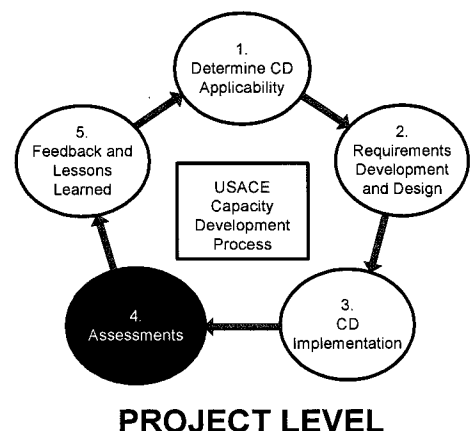 1.
Determine CD
Applicability
2.
Requirements
Development
and Design
3.
CD
Implementation
4.
Assessments
5.
Feedback and
Lessons
Learned
USACE
Capacity
Development
Process
PROJECT LEVEL